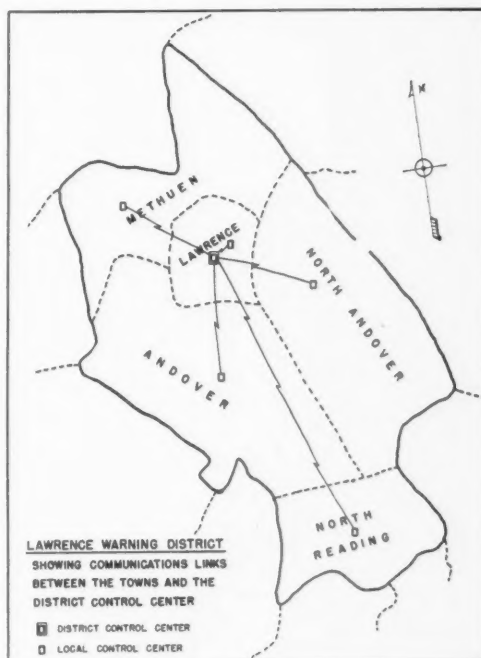 N
METHUEN
LAWRENCE
NORTH ANDOVER
ANDOVER
NORTH
READING
LAWRENCE WARNING DISTRICT
SHOWING COMMUNICATIONS LINKS
BETWEEN THE TOWNS AND THE
DISTRICT CONTROL CENTER
DISTRICT CONTROL CENTER
LOCAL CONTROL CENTER